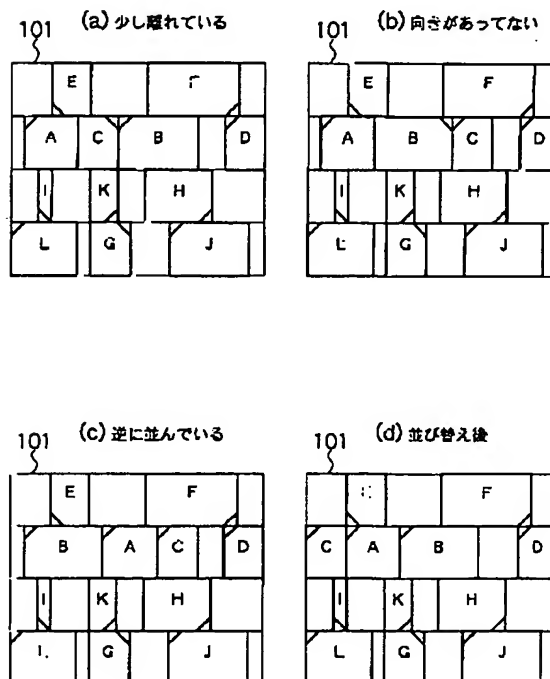 101 (a) 少し離れている
E
A C B D
I K H
L G J
101 (b) 向きがあってない
E F
A B C D
I K H
L G J
101 (c) 逆に並んでいる
E F
B A C D
I K H
G J
101 (d) 並び替え後
F
C A B D
I K H
L G J